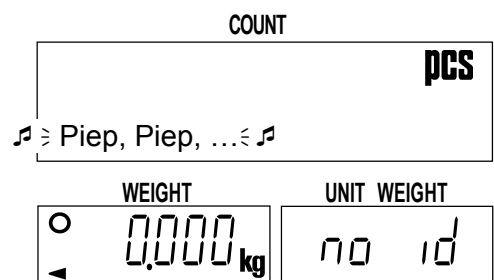 COUNT
pcs
♫ Piep, Piep, … ♫
WEIGHT UNIT WEIGHT
0.000 kg no id